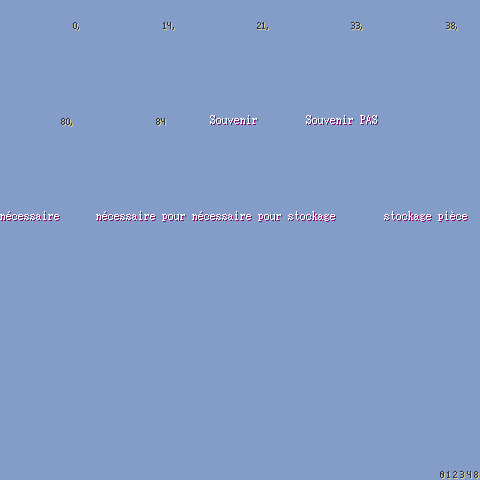 0, 14, 21, 33, 38,
80, 84 Souvenir Souvenir PAS
nécessaire nécessaire pour nécessaire pour stockage stockage pièce
012348